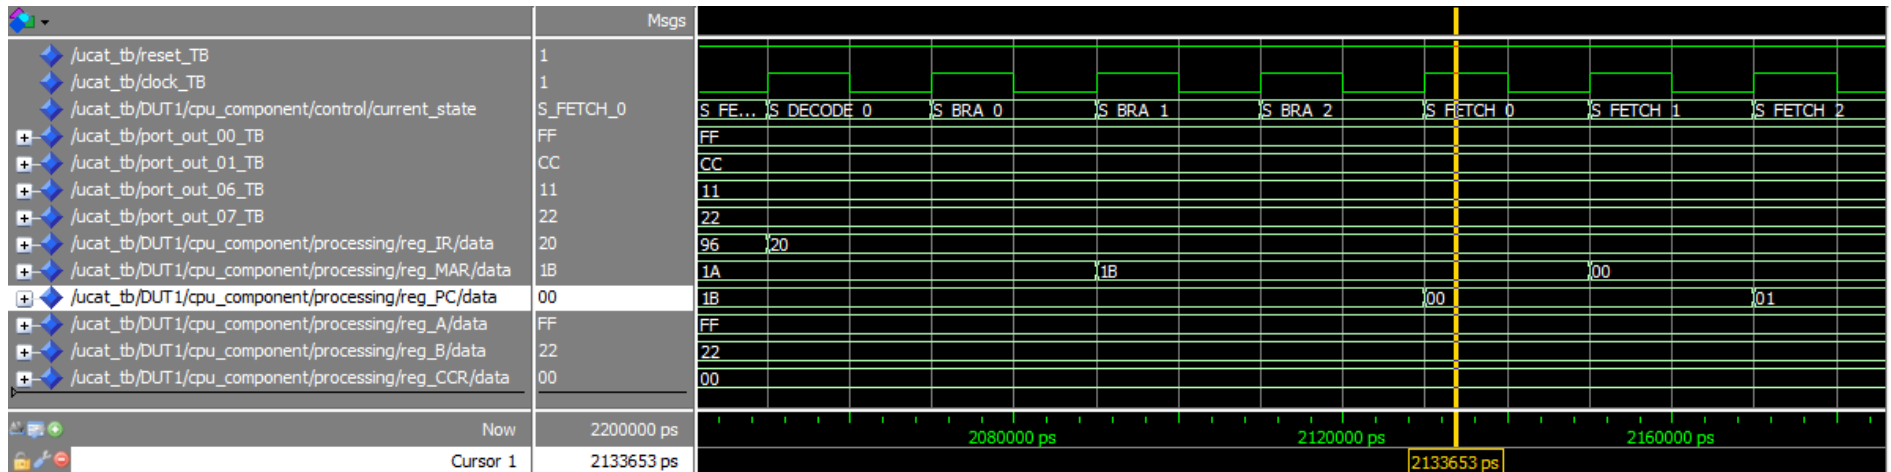 Msgs
/ucat_tb/reset_TB 1
/ucat_tb/clock_TB 1
/ucat_tb/DUT1/cpu_component/control/current_state S_FETCH_0 S_FE... S_DECODE_0 S_BRA_0 S_BRA_1 S_BRA_2 S_FETCH_0 S_FETCH_1 S_FETCH_2
/ucat_tb/port_out_00_TB FF FF
/ucat_tb/port_out_01_TB CC CC
/ucat_tb/port_out_06_TB 11 11
/ucat_tb/port_out_07_TB 22 22
/ucat_tb/DUT1/cpu_component/processing/reg_IR/data 20 96 20
/ucat_tb/DUT1/cpu_component/processing/reg_MAR/data 1B 1A 1B 00
/ucat_tb/DUT1/cpu_component/processing/reg_PC/data 00 1B 00 01
/ucat_tb/DUT1/cpu_component/processing/reg_A/data FF FF
/ucat_tb/DUT1/cpu_component/processing/reg_B/data 22 22
/ucat_tb/DUT1/cpu_component/processing/reg_CCR/data 00 00
Now 2200000 ps 2080000 ps 2120000 ps 2160000 ps
Cursor 1 2133653 ps 2133653 ps